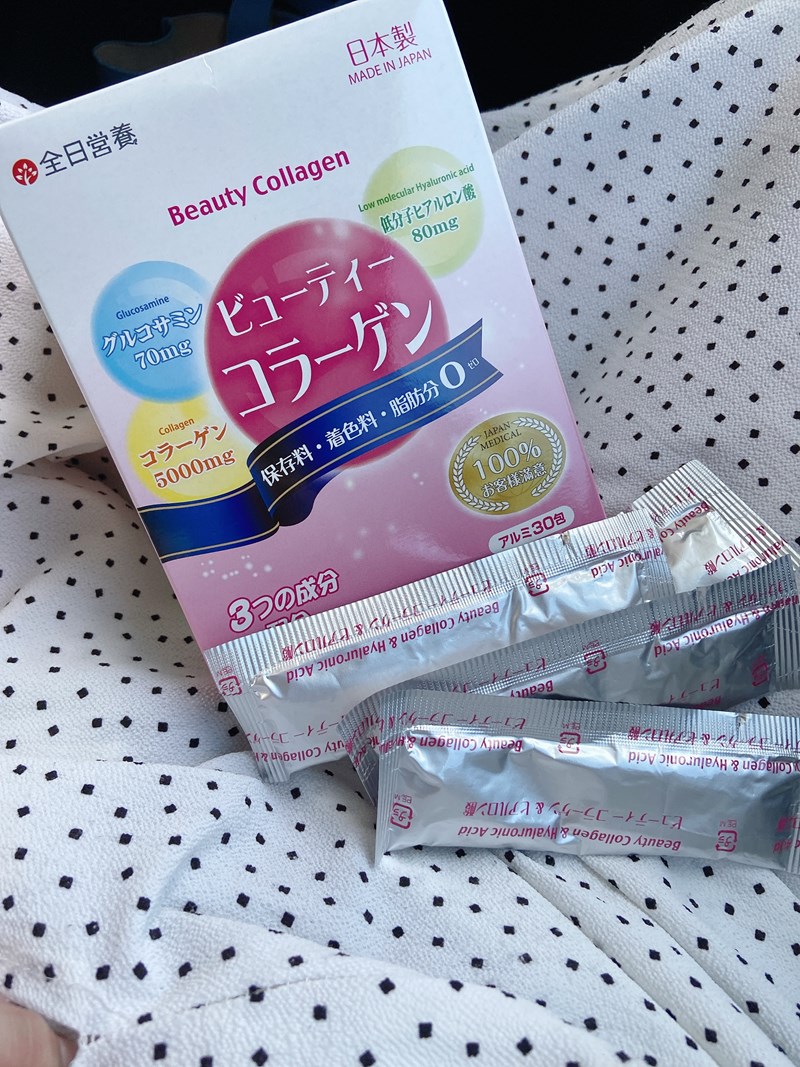 日本製
MADE IN JAPAN
全日営養
Beauty Collagen
Low molecular Hyaluronic acid
低分子ヒアルロン酸
80mg
Glucosamine
グルコサミン
70mg
ビューティー
コラーゲン
Collagen
コラーゲン
5000mg
保存料・着色料・脂肪分0ゼロ
JAPAN
MEDICAL
100%
お客様満意
アルミ30包
3つの成分
Beauty Collagen & Hyaluronic Acid
ビューティーコラーゲン&ヒアルロン酸
Beauty Collagen & Hyaluronic Acid
ビューティーコラーゲン&ヒアルロン酸
Beauty Collagen & Hyaluronic Acid
プラ